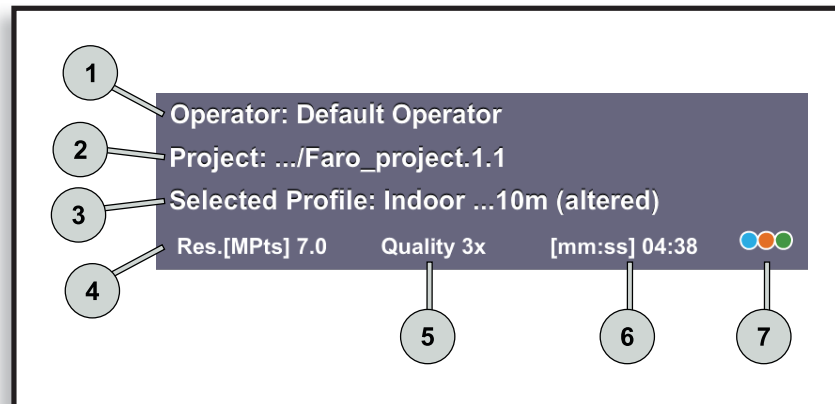 1
Operator: Default Operator
2
Project: .../Faro_project.1.1
3
Selected Profile: Indoor ...10m (altered)
4
Res.[MPts] 7.0 Quality 3x [mm:ss] 04:38
5 6 7